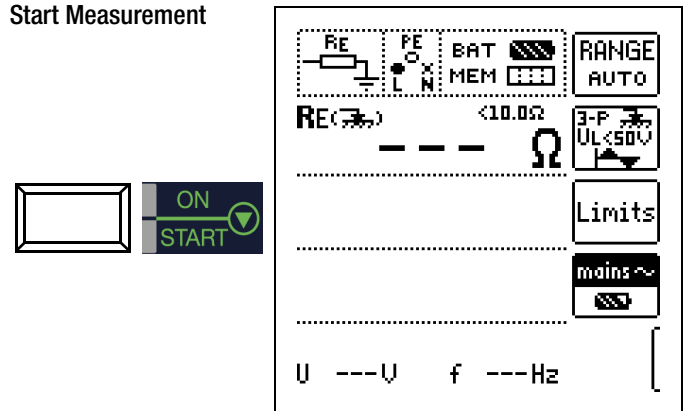 Start Measurement
ON
START
RE
PE
L N
BAT
MEM
RANGE
AUTO
RE( ) <10.0Ω
– – – Ω
3-P
UL<50V
Limits
mains~
U ---V f ---Hz